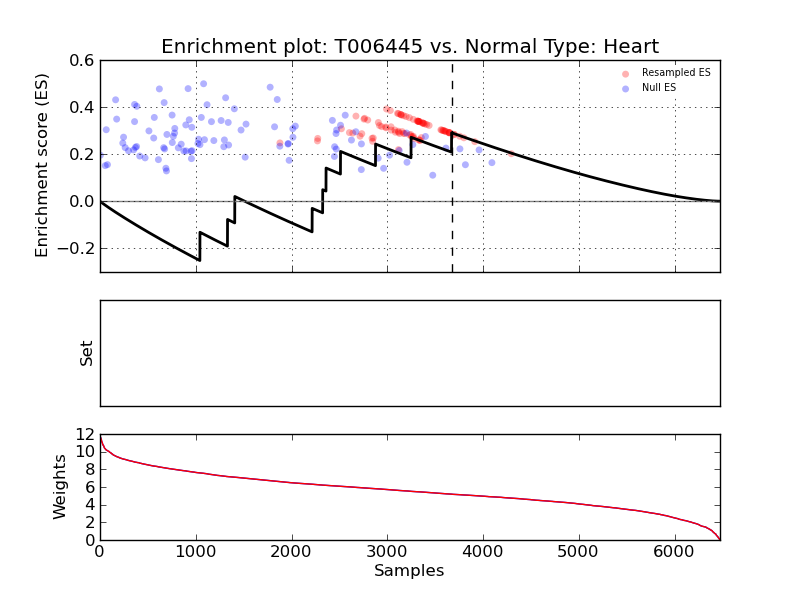 Enrichment plot: T006445 vs. Normal Type: Heart
Enrichment score (ES)
0.6
0.4
0.2
0.0
−0.2
Resampled ES
Null ES
Set
Weights
12
10
8
6
4
2
0
0 1000 2000 3000 4000 5000 6000
Samples